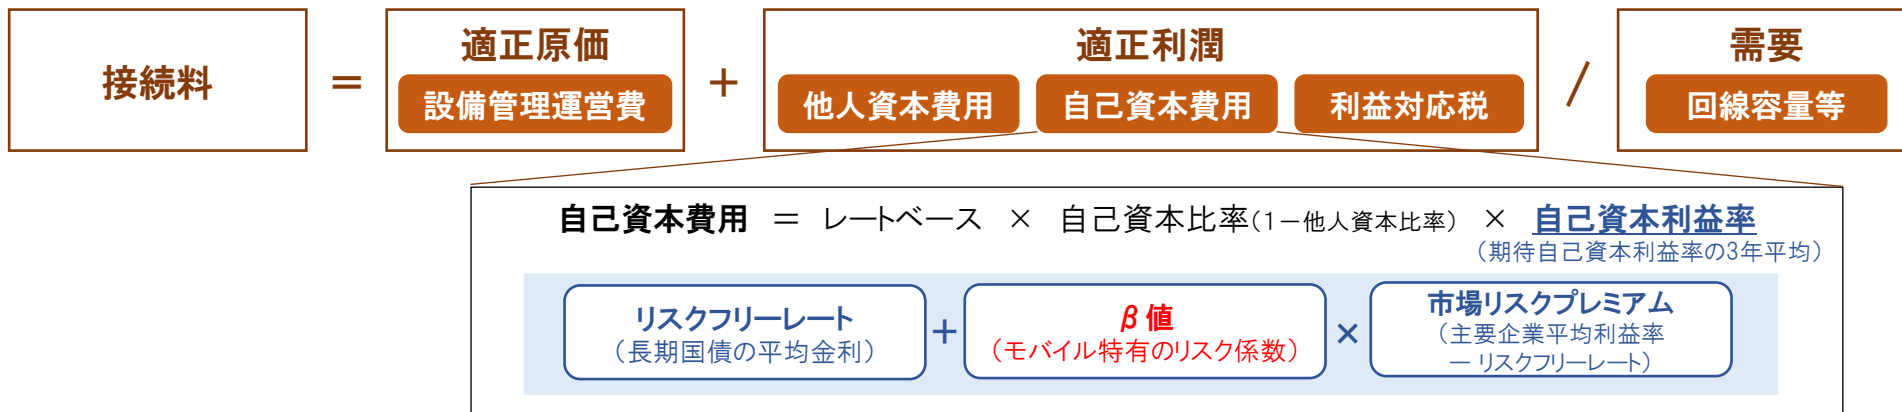 接続料
＝
適正原価
設備管理運営費
＋
適正利潤
他人資本費用
自己資本費用
利益対応税
/
需要
回線容量等
自己資本費用 ＝ レートベース × 自己資本比率(1－他人資本比率) × 自己資本利益率
（期待自己資本利益率の3年平均）
リスクフリーレート
（長期国債の平均金利）
＋
β値
（モバイル特有のリスク係数）
×
市場リスクプレミアム
（主要企業平均利益率
ー リスクフリーレート）